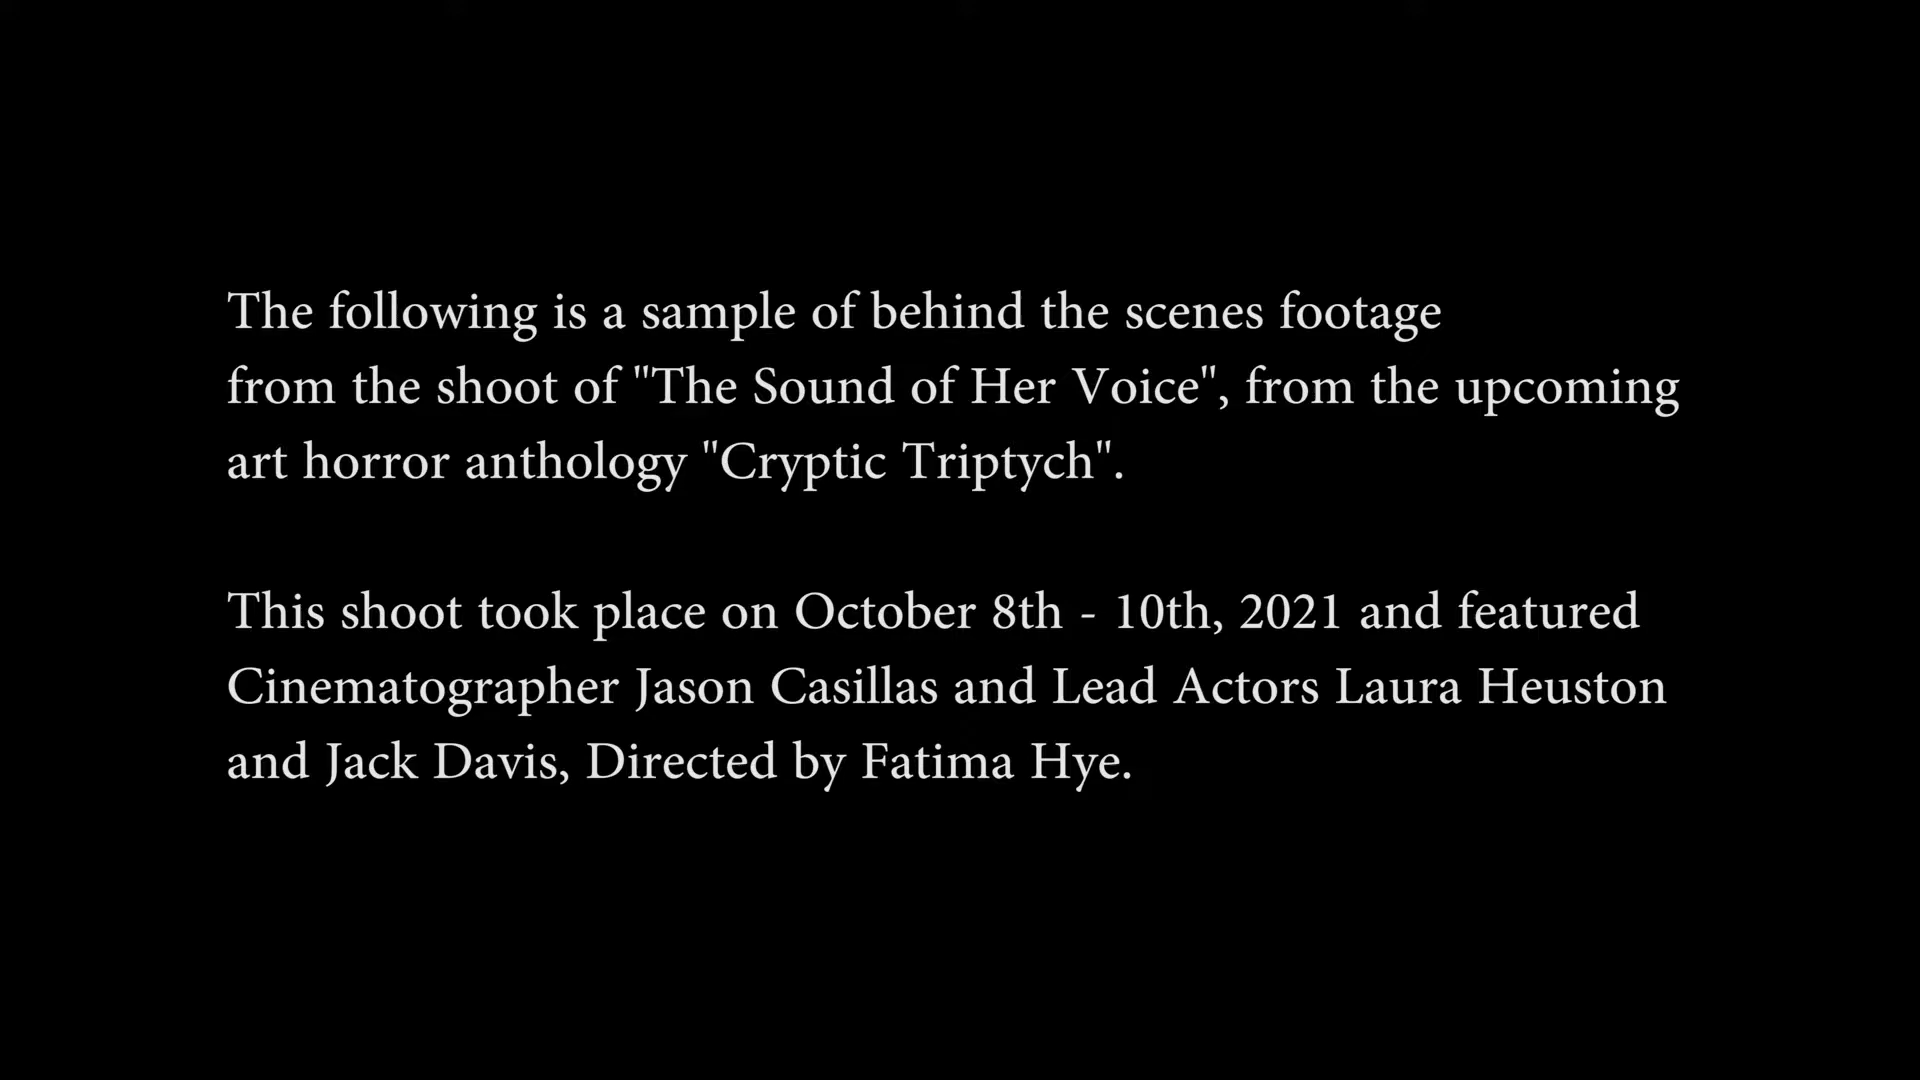 The following is a sample of behind the scenes footage
from the shoot of "The Sound of Her Voice", from the upcoming
art horror anthology "Cryptic Triptych".
This shoot took place on October 8th - 10th, 2021 and featured
Cinematographer Jason Casillas and Lead Actors Laura Heuston
and Jack Davis, Directed by Fatima Hye.